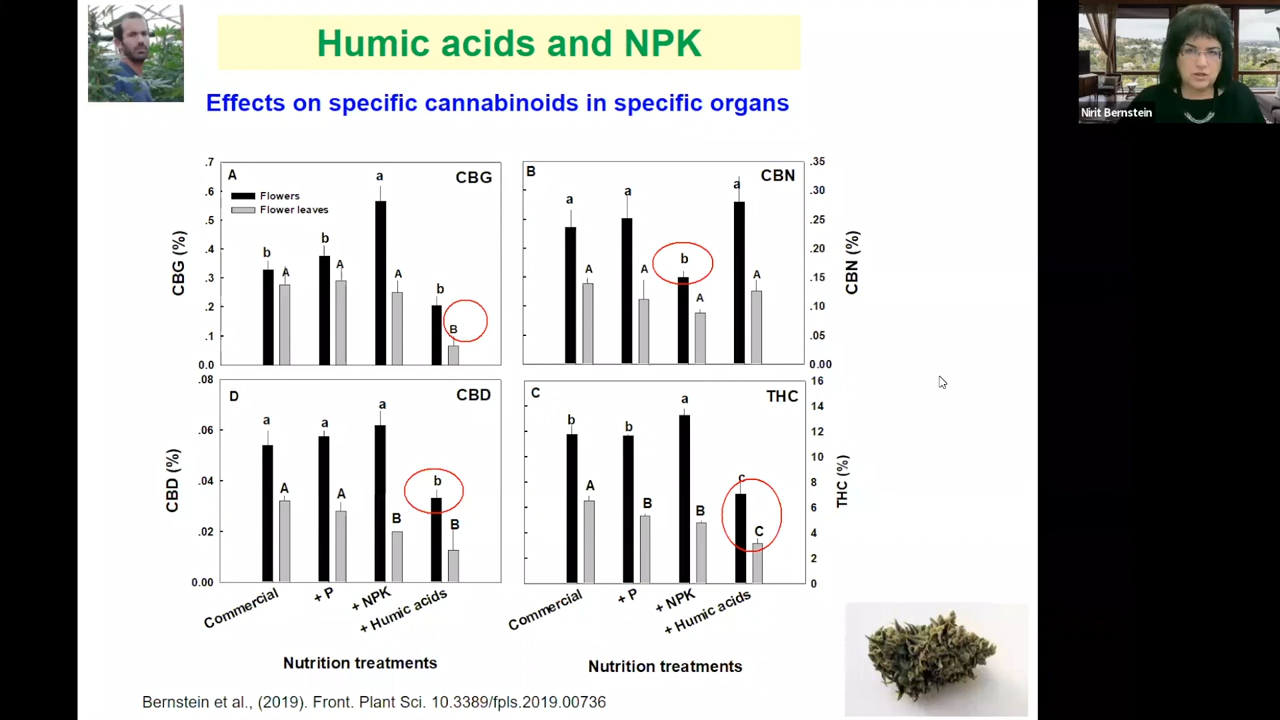 Humic acids and NPK
Effects on specific cannabinoids in specific organs
Nirit Bernstein
A
CBG
Flowers
Flower leaves
CBG (%)
.7
.6
.5
.4
.3
.2
.1
0.0
b
A
b
A
a
A
b
B
B
CBN
CBN (%)
.35
.30
.25
.20
.15
.10
.05
0.00
a
A
a
A
b
A
a
A
D
CBD
CBD (%)
.08
.06
.04
.02
0.00
a
A
a
A
a
B
b
B
C
THC
THC (%)
16
14
12
10
8
6
4
2
0
b
A
b
B
a
B
c
C
Commercial
+ P
+ NPK
+ Humic acids
Commercial
+ P
+ NPK
+ Humic acids
Nutrition treatments
Nutrition treatments
Bernstein et al., (2019). Front. Plant Sci. 10.3389/fpls.2019.00736